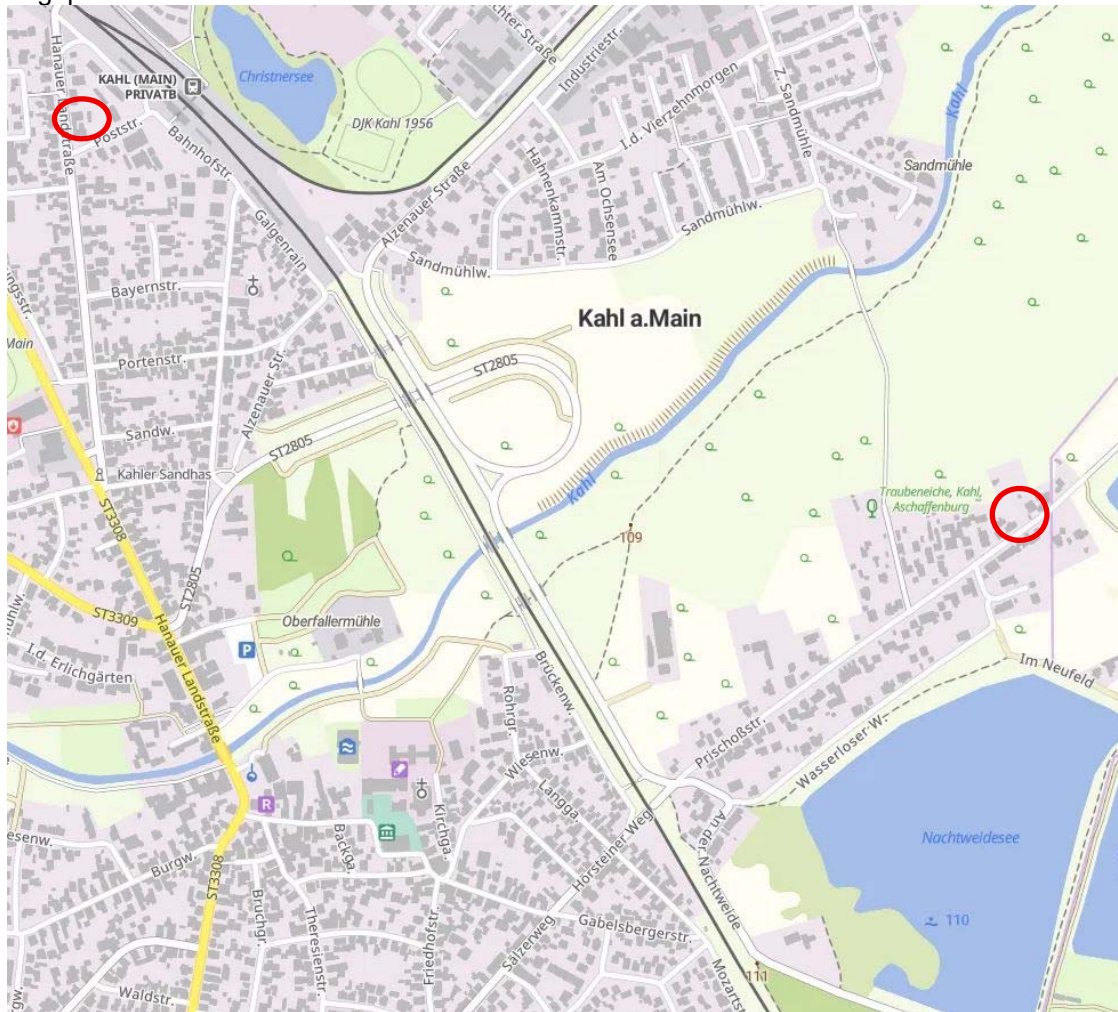 Christnersee
KAHL (MAIN)
PRIVATB
DJK Kahl 1956
Hanauer Landstraße
Poststr.
Bahnhofstr.
Industriestr.
I.d. Vierzehnmorgen
Z. Sandmühle
Kahl
Sandmühle
Hahnenkammstr.
Am Ochsensee
Alzenauer Straße
Sandmühlw.
Sandmühlw.
Galgenrain
Bayernstr.
Kahl a.Main
Main
Portenstr.
Alzenauer Str.
ST2805
Sandw.
ST2805
Kahler Sandhas
Kahl
Traubeneiche, Kahl,
Aschaffenburg
109
ST3308
ST2805
ST3309
Oberfallermühle
P
I.d. Erlichgärten
Hanauer Landstraße
Brückenw.
Im Neufeld
Rohrgr.
Prischoßstr.
Wiesenw.
Wasserloser W.
Langga.
R
Kirchga.
An der Nachtweide
Nachtweidesee
Backga.
Hörsteiner Weg
Burgw.
ST3308
Bruchgr.
Theresienstr.
Friedhofstr.
Gabelsbergerstr.
Sälzerweg
110
111
Waldstr.